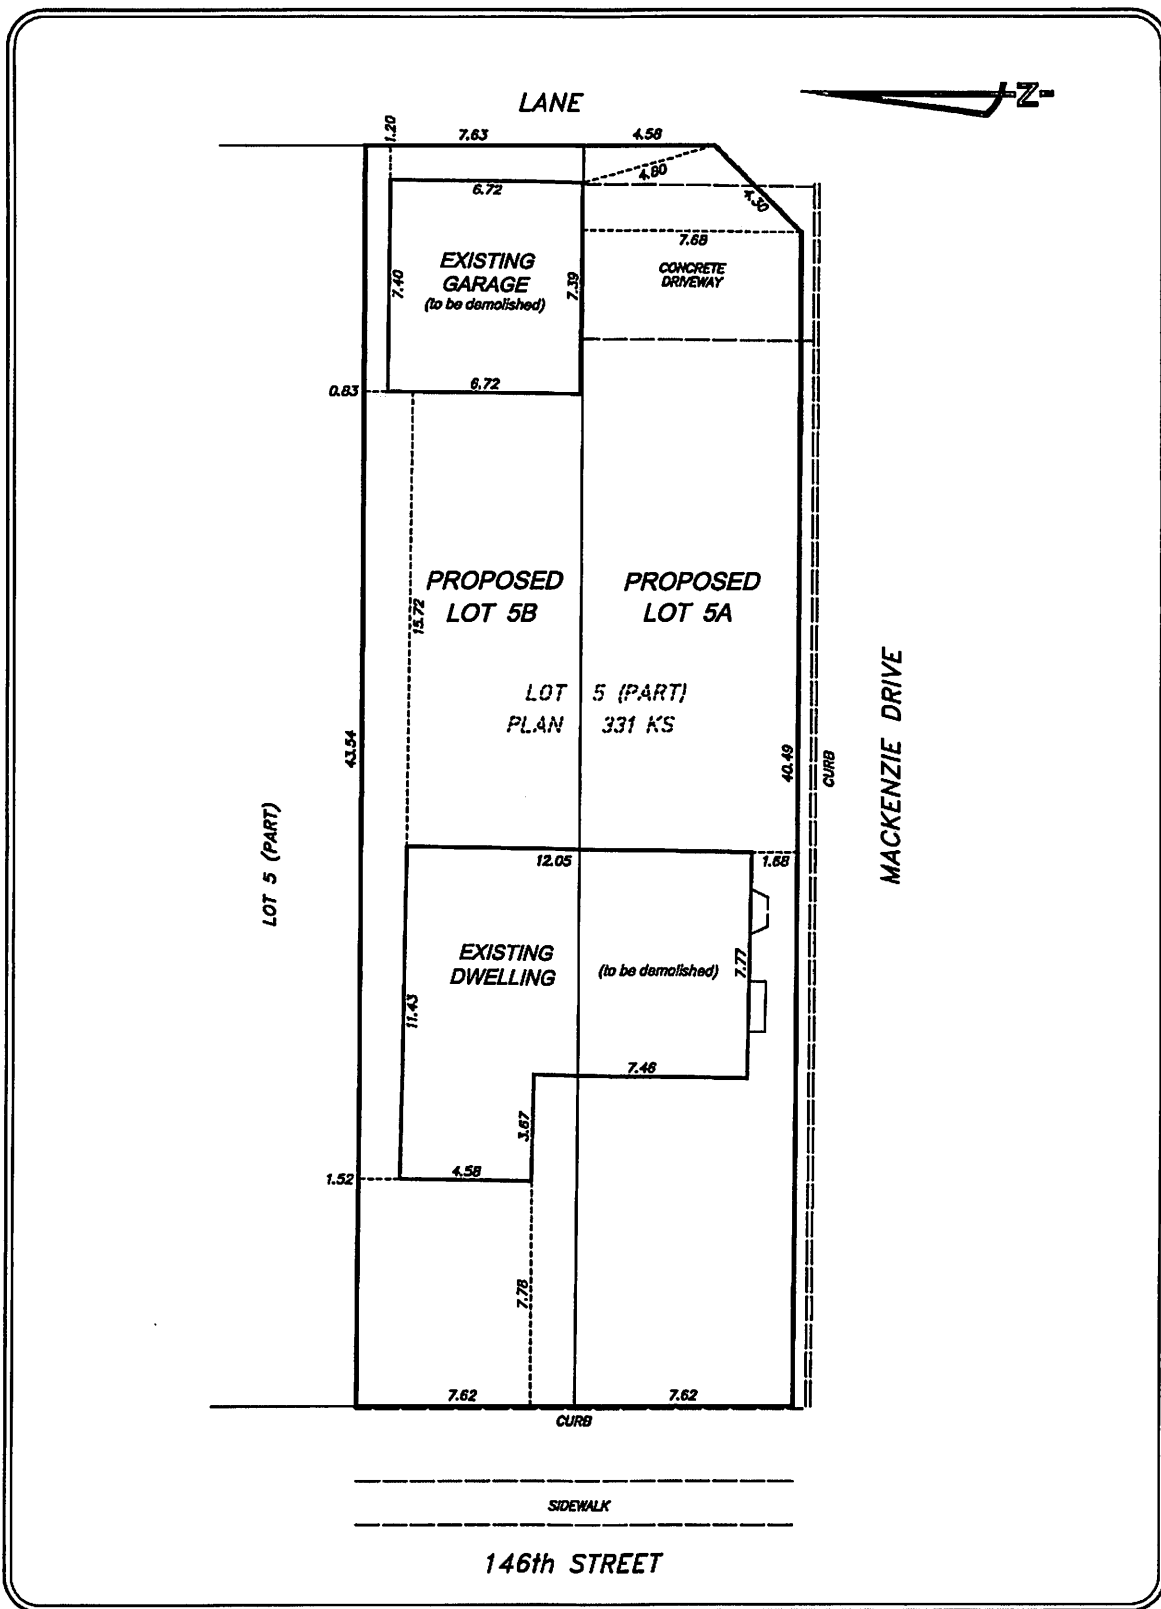 LANE
Z
1.20
7.63
4.58
4.80
4.30
6.72
7.68
EXISTING
GARAGE
(to be demolished)
CONCRETE
DRIVEWAY
7.40
7.39
0.83
6.72
PROPOSED
LOT 5B
PROPOSED
LOT 5A
15.72
LOT 5 (PART)
PLAN 331 KS
43.54
40.49
CURB
MACKENZIE DRIVE
LOT 5 (PART)
12.05
1.68
EXISTING
DWELLING
(to be demolished)
7.77
11.43
7.46
3.67
1.52
4.58
7.78
7.62
7.62
CURB
SIDEWALK
146th STREET